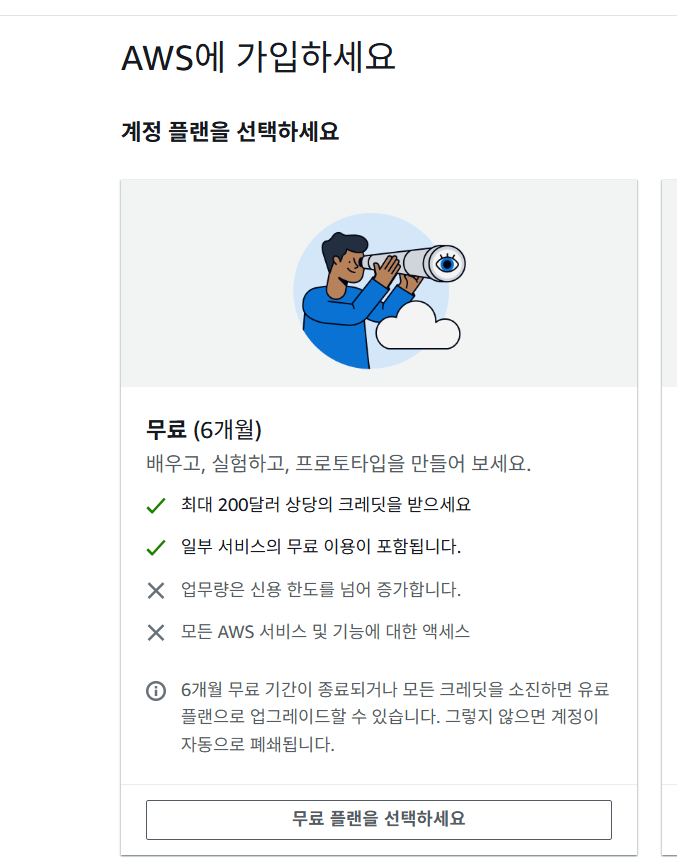 AWS에 가입하세요
계정 플랜을 선택하세요
무료 (6개월)
배우고, 실험하고, 프로토타입을 만들어 보세요.
최대 200달러 상당의 크레딧을 받으세요
일부 서비스의 무료 이용이 포함됩니다.
업무량은 신용 한도를 넘어 증가합니다.
모든 AWS 서비스 및 기능에 대한 액세스
6개월 무료 기간이 종료되거나 모든 크레딧을 소진하면 유료
플랜으로 업그레이드할 수 있습니다. 그렇지 않으면 계정이
자동으로 폐쇄됩니다.
무료 플랜을 선택하세요